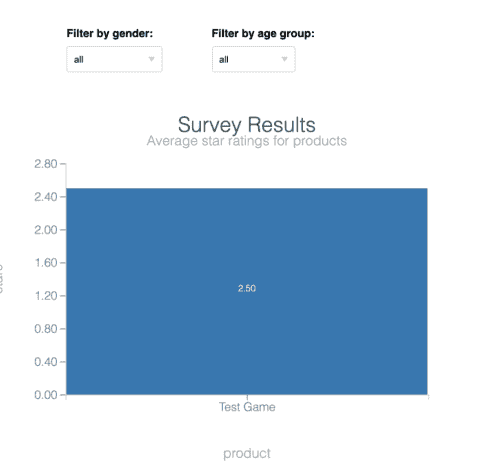 Filter by gender: Filter by age group:
all all
Survey Results
Average star ratings for products
2.80
2.40
2.00
1.60
1.20
0.80
0.40
0.00
2.50
Test Game
product